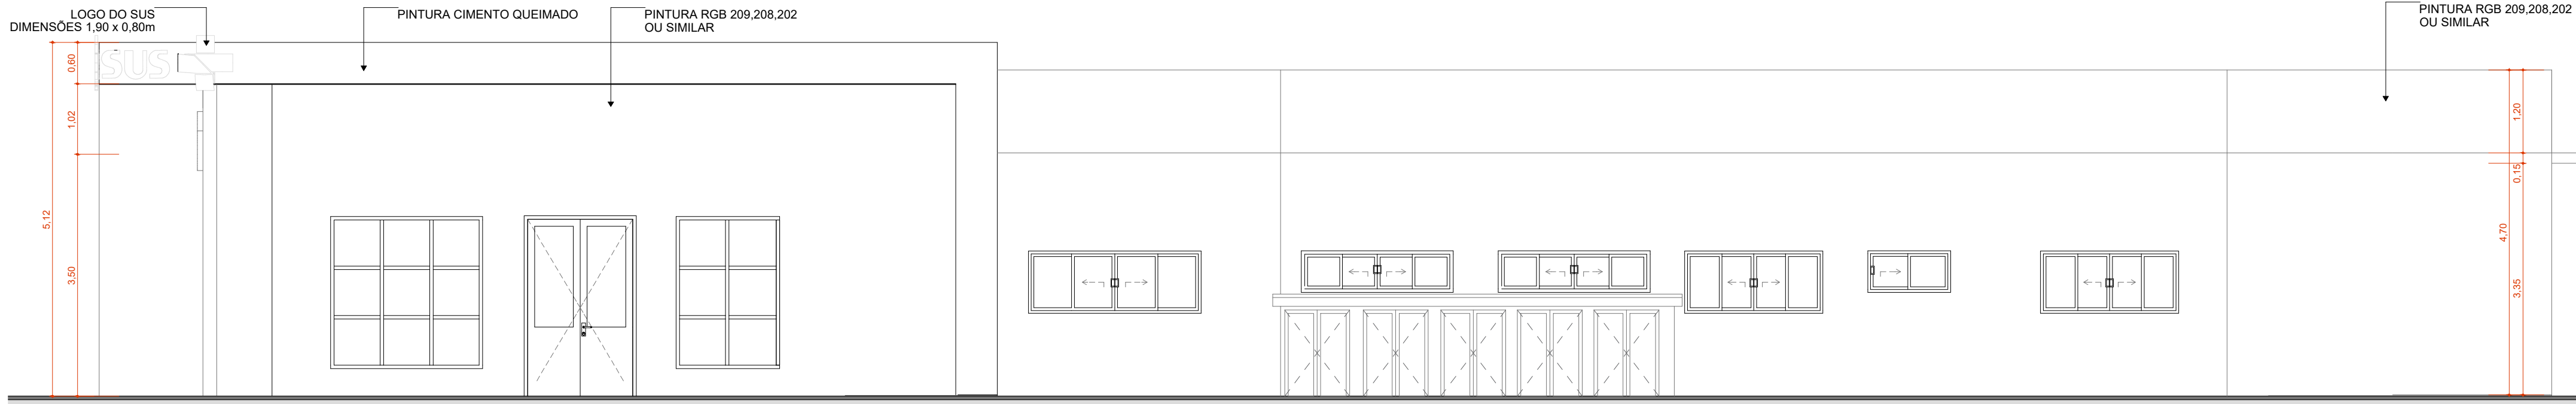 LOGO DO SUS
DIMENSÕES 1,90 x 0,80m
PINTURA CIMENTO QUEIMADO
PINTURA RGB 209,208,202
OU SIMILAR
PINTURA RGB 209,208,202
OU SIMILAR
SUS
0,60
1,02
5,12
3,50
1,20
0,15
4,70
3,35